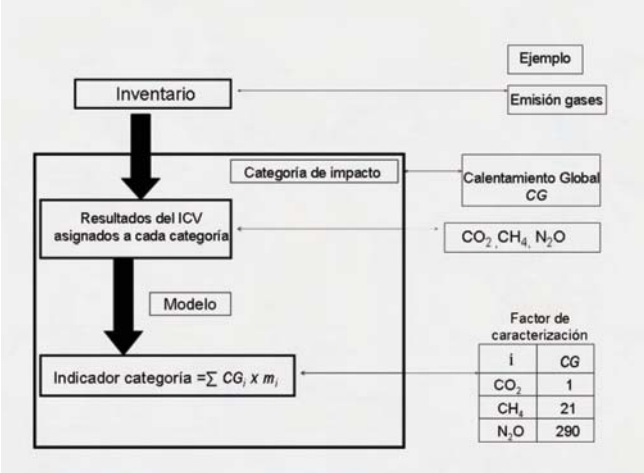 Ejemplo
Inventario
Emisión gases
Categoría de impacto
Calentamiento Global
CG
Resultados del ICV
asignados a cada categoría
CO₂, CH₄, N₂O
Modelo
Factor de
caracterización
Indicador categoría =∑ CGᵢ x mᵢ
i CG
CO₂ 1
CH₄ 21
N₂O 290